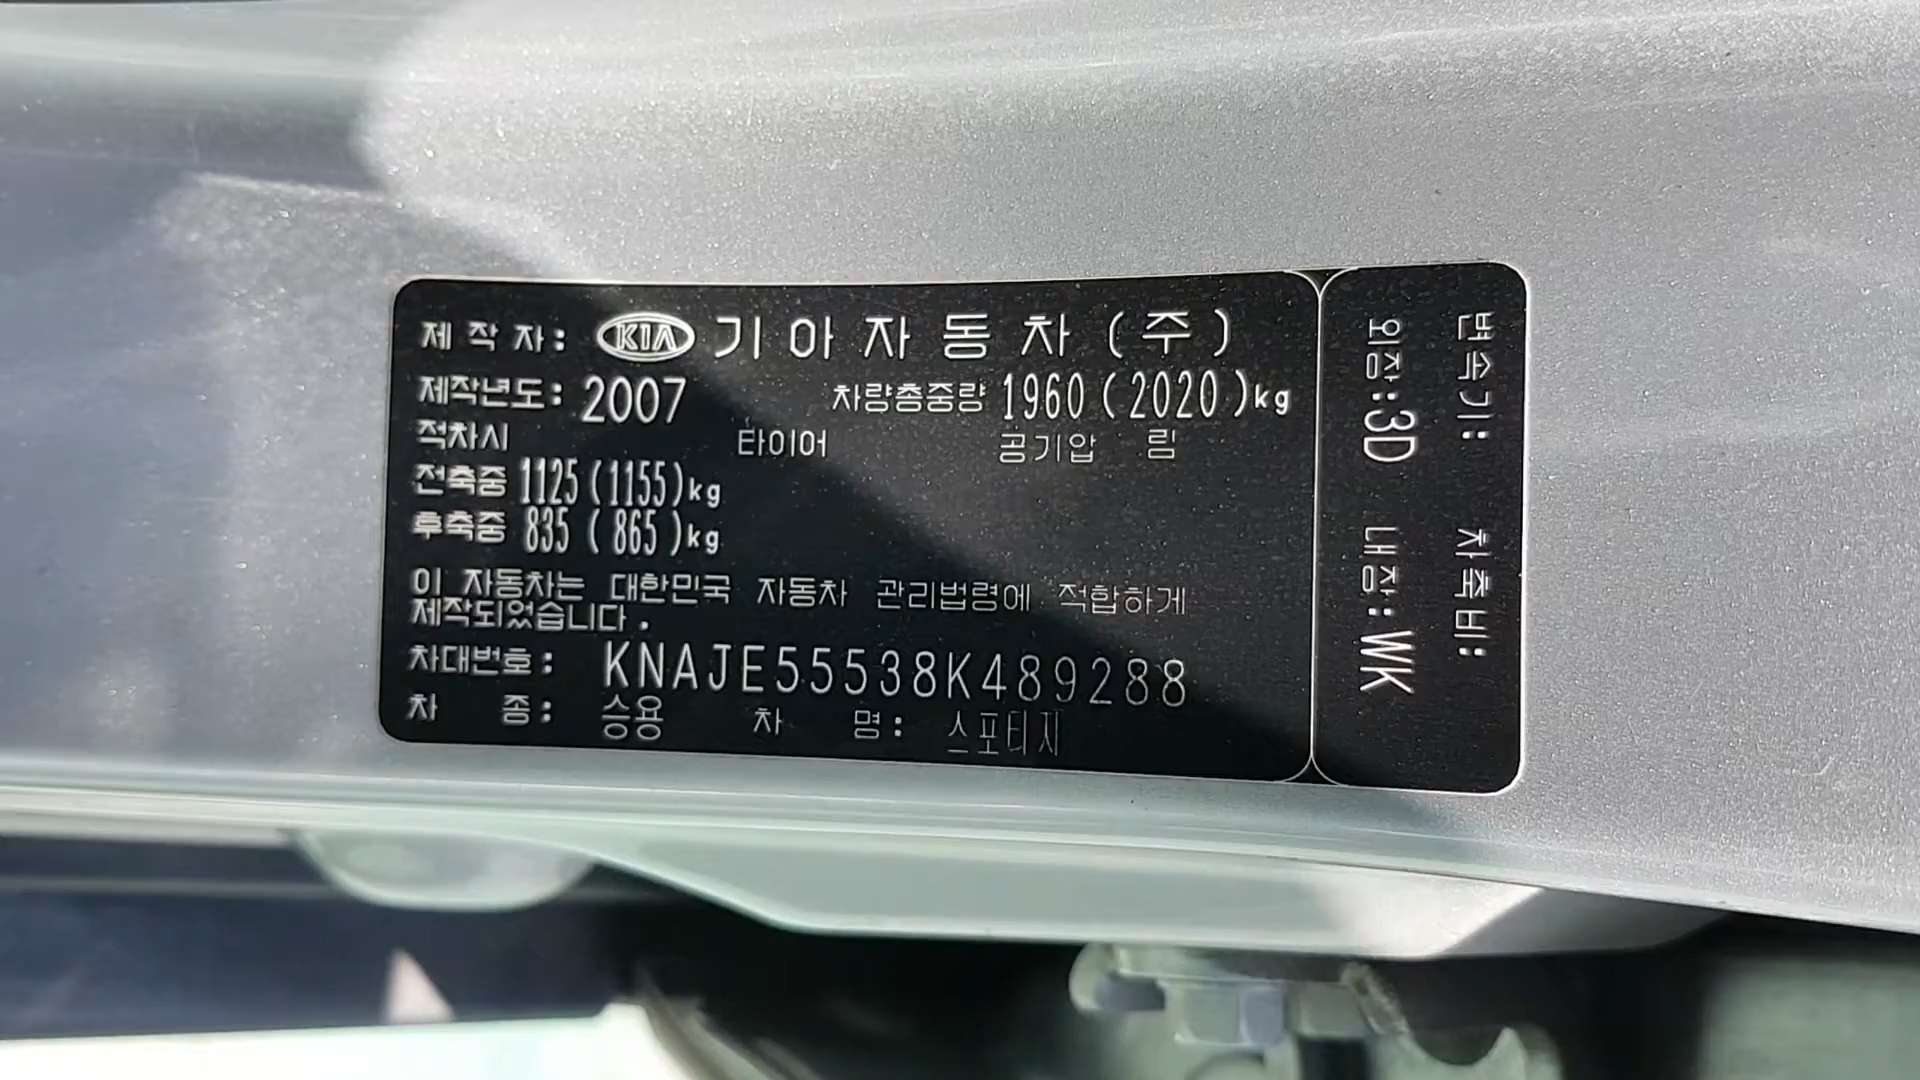 제 작 자: KIA 기아자동차(주)
제작년도: 2007 차량총중량 1960 (2020)kg
적차시 타이어 공기압 림
전축중 1125 (1155)kg
후축중 835 (865)kg
이 자동차는 대한민국 자동차 관리법령에 적합하게
제작되었습니다.
차대번호: KNAJE55538K489288
차 종: 승용 차 명: 스포티지
변속기: 차축비:
외장:3D 내장:WK